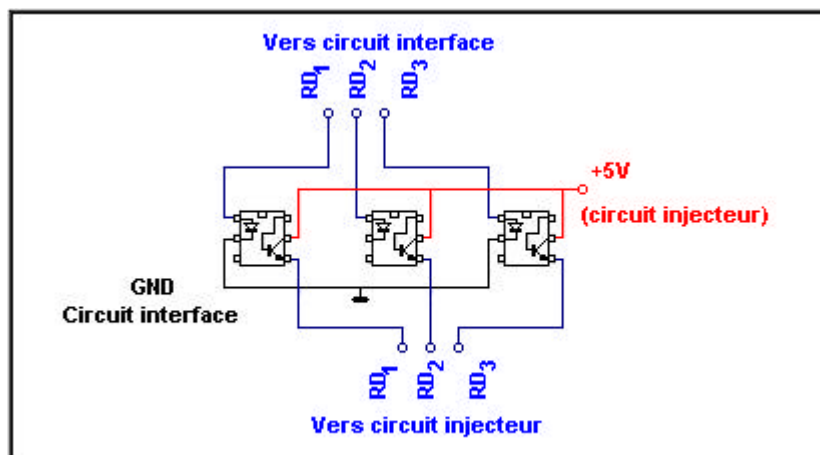 Vers circuit interface
RD1 RD2 RD3
+5V
(circuit injecteur)
GND
Circuit interface
RD1 RD2 RD3
Vers circuit injecteur